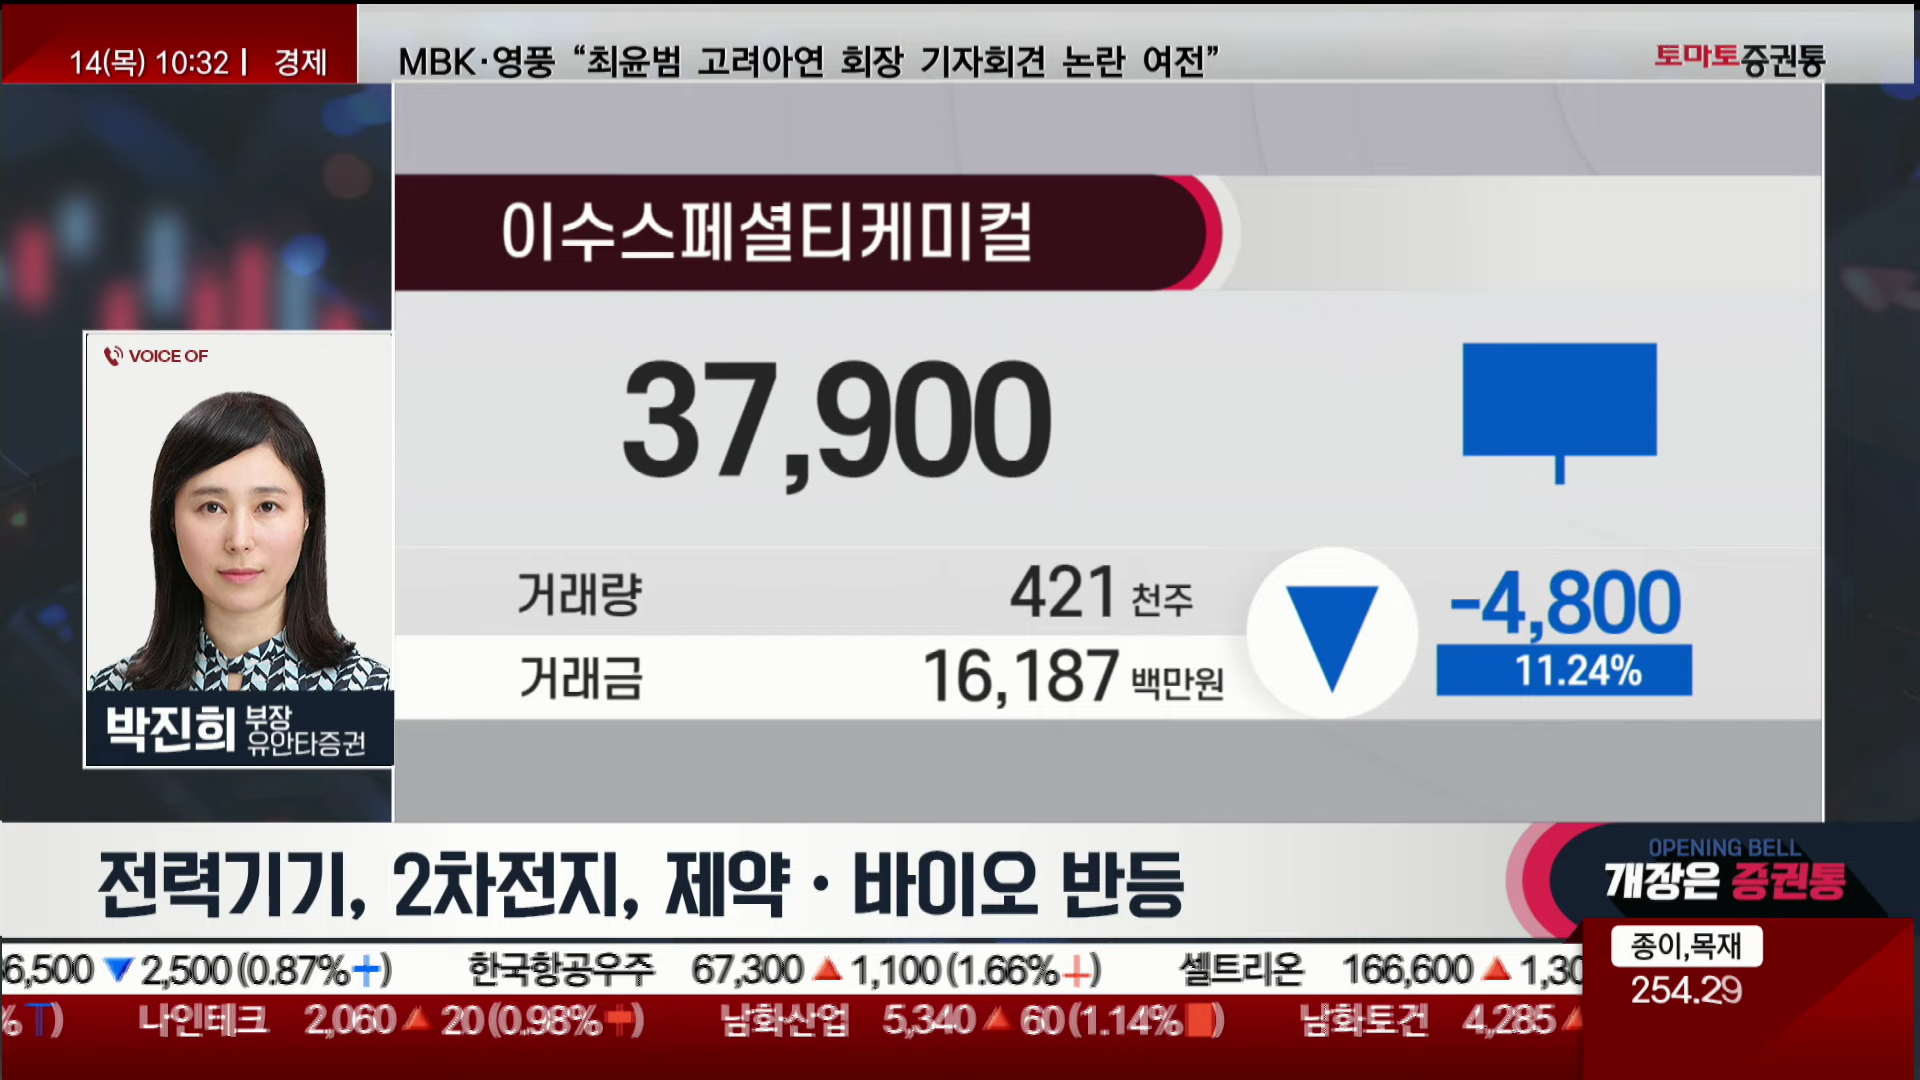 14(목) 10:32 | 경제
MBK·영풍 “최윤범 고려아연 회장 기자회견 논란 여전”
토마토증권통
이수스페셜티케미컬
37,900
VOICE OF
거래량 421 천주
-4,800
거래금 16,187 백만원
11.24%
박진희 부장
유안타증권
전력기기, 2차전지, 제약·바이오 반등
OPENING BELL
개장은 증권통
6,500 ▼ 2,500 (0.87%+) 한국항공우주 67,300 ▲ 1,100 (1.66%+) 셀트리온 166,600 ▲ 1,30
종이,목재
254.29
%) 나인테크 2,060 ▲ 20 (0.98%) 남화산업 5,340 ▲ 60 (1.14%) 남화토건 4,285 ▲